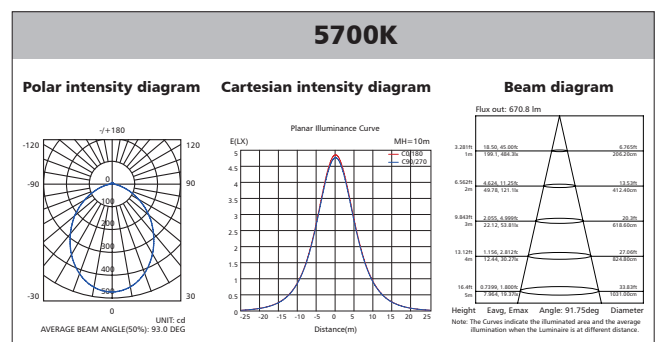 5700K
Polar intensity diagram
Cartesian intensity diagram
Beam diagram
-/+180
-120
120
-90
90
-30
30
0
0
100
200
300
400
500
UNIT: cd
AVERAGE BEAM ANGLE(50%): 93.0 DEG
Planar Illuminance Curve
E(LX)
MH=10m
C0/180
C90/270
5
4.5
4
3.5
3
2.5
2
1.5
1
0.5
0
-25 -20 -15 -10 -5 0 5 10 15 20 25
Distance(m)
Flux out: 670.8 lm
3.281ft 18.50, 45.00fc 6.765ft
1m 199.1, 484.3lx 206.20cm
6.562ft 4.624, 11.25fc 13.53ft
2m 49.78, 121.1lx 412.40cm
9.843ft 2.055, 4.999fc 20.3ft
3m 22.12, 53.81lx 618.60cm
13.12ft 1.156, 2.812fc 27.06ft
4m 12.44, 30.27lx 824.80cm
16.4ft 0.7399, 1.800fc 33.83ft
5m 7.964, 19.37lx 1031.00cm
Height Eavg, Emax Angle: 91.75deg Diameter
Note: The Curves indicate the illuminated area and the average
illumination when the Luminaire is at different distance.